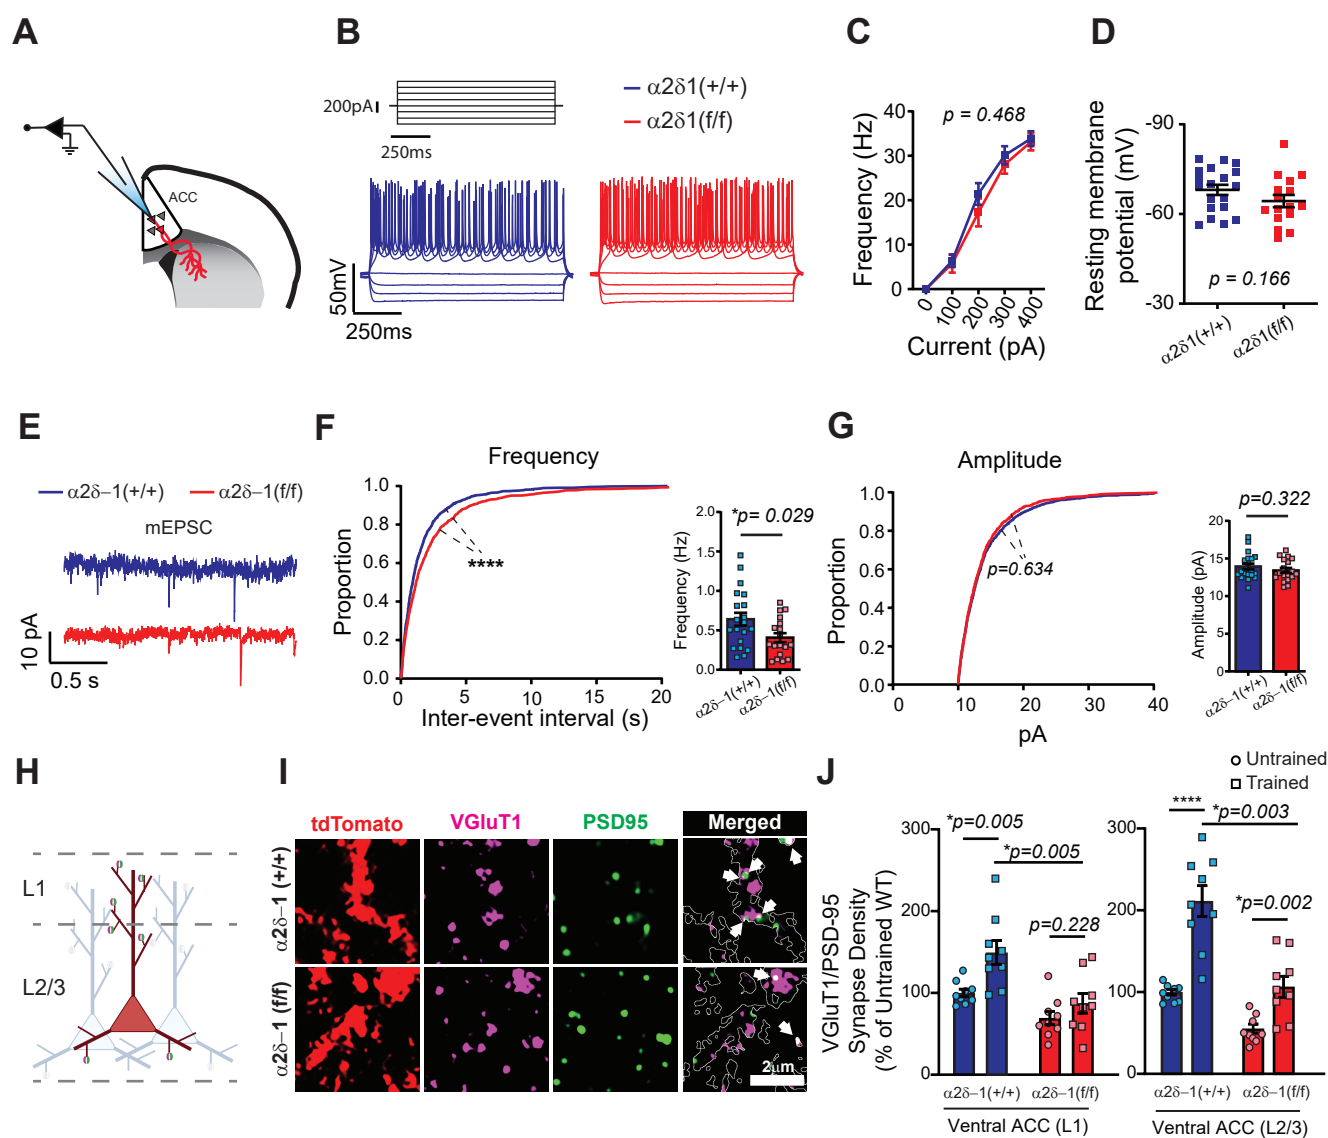 A
ACC
B
200pA
250ms
α2δ1(+/+)
α2δ1(f/f)
50mV
250ms
C
p = 0.468
Frequency (Hz)
40
30
20
10
0
0
100
200
300
400
Current (pA)
D
Resting membrane
potential (mV)
-90
-60
-30
p = 0.166
α2δ1(+/+)
α2δ1(f/f)
E
α2δ−1(+/+)
α2δ−1(f/f)
mEPSC
10 pA
0.5 s
F
Frequency
Proportion
1.0
0.8
0.6
0.4
0.2
0.0
0
5
10
15
20
Inter-event interval (s)
****
*p= 0.029
Frequency (Hz)
2.0
1.5
1.0
0.5
0.0
α2δ−1(+/+)
α2δ−1(f/f)
G
Amplitude
Proportion
1.0
0.8
0.6
0.4
0.2
0.0
0
10
20
30
40
pA
p=0.634
p=0.322
Amplitude (pA)
20
15
10
5
0
α2δ−1(+/+)
α2δ−1(f/f)
H
L1
L2/3
I
tdTomato
VGluT1
PSD95
Merged
α2δ−1 (+/+)
α2δ−1 (f/f)
2μm
J
Untrained
Trained
VGluT1/PSD-95
Synapse Density
(% of Untrained WT)
300
200
100
0
*p=0.005
*p=0.005
p=0.228
α2δ−1(+/+)
α2δ−1(f/f)
Ventral ACC (L1)
300
200
100
0
****
*p=0.003
*p=0.002
α2δ−1(+/+)
α2δ−1(f/f)
Ventral ACC (L2/3)